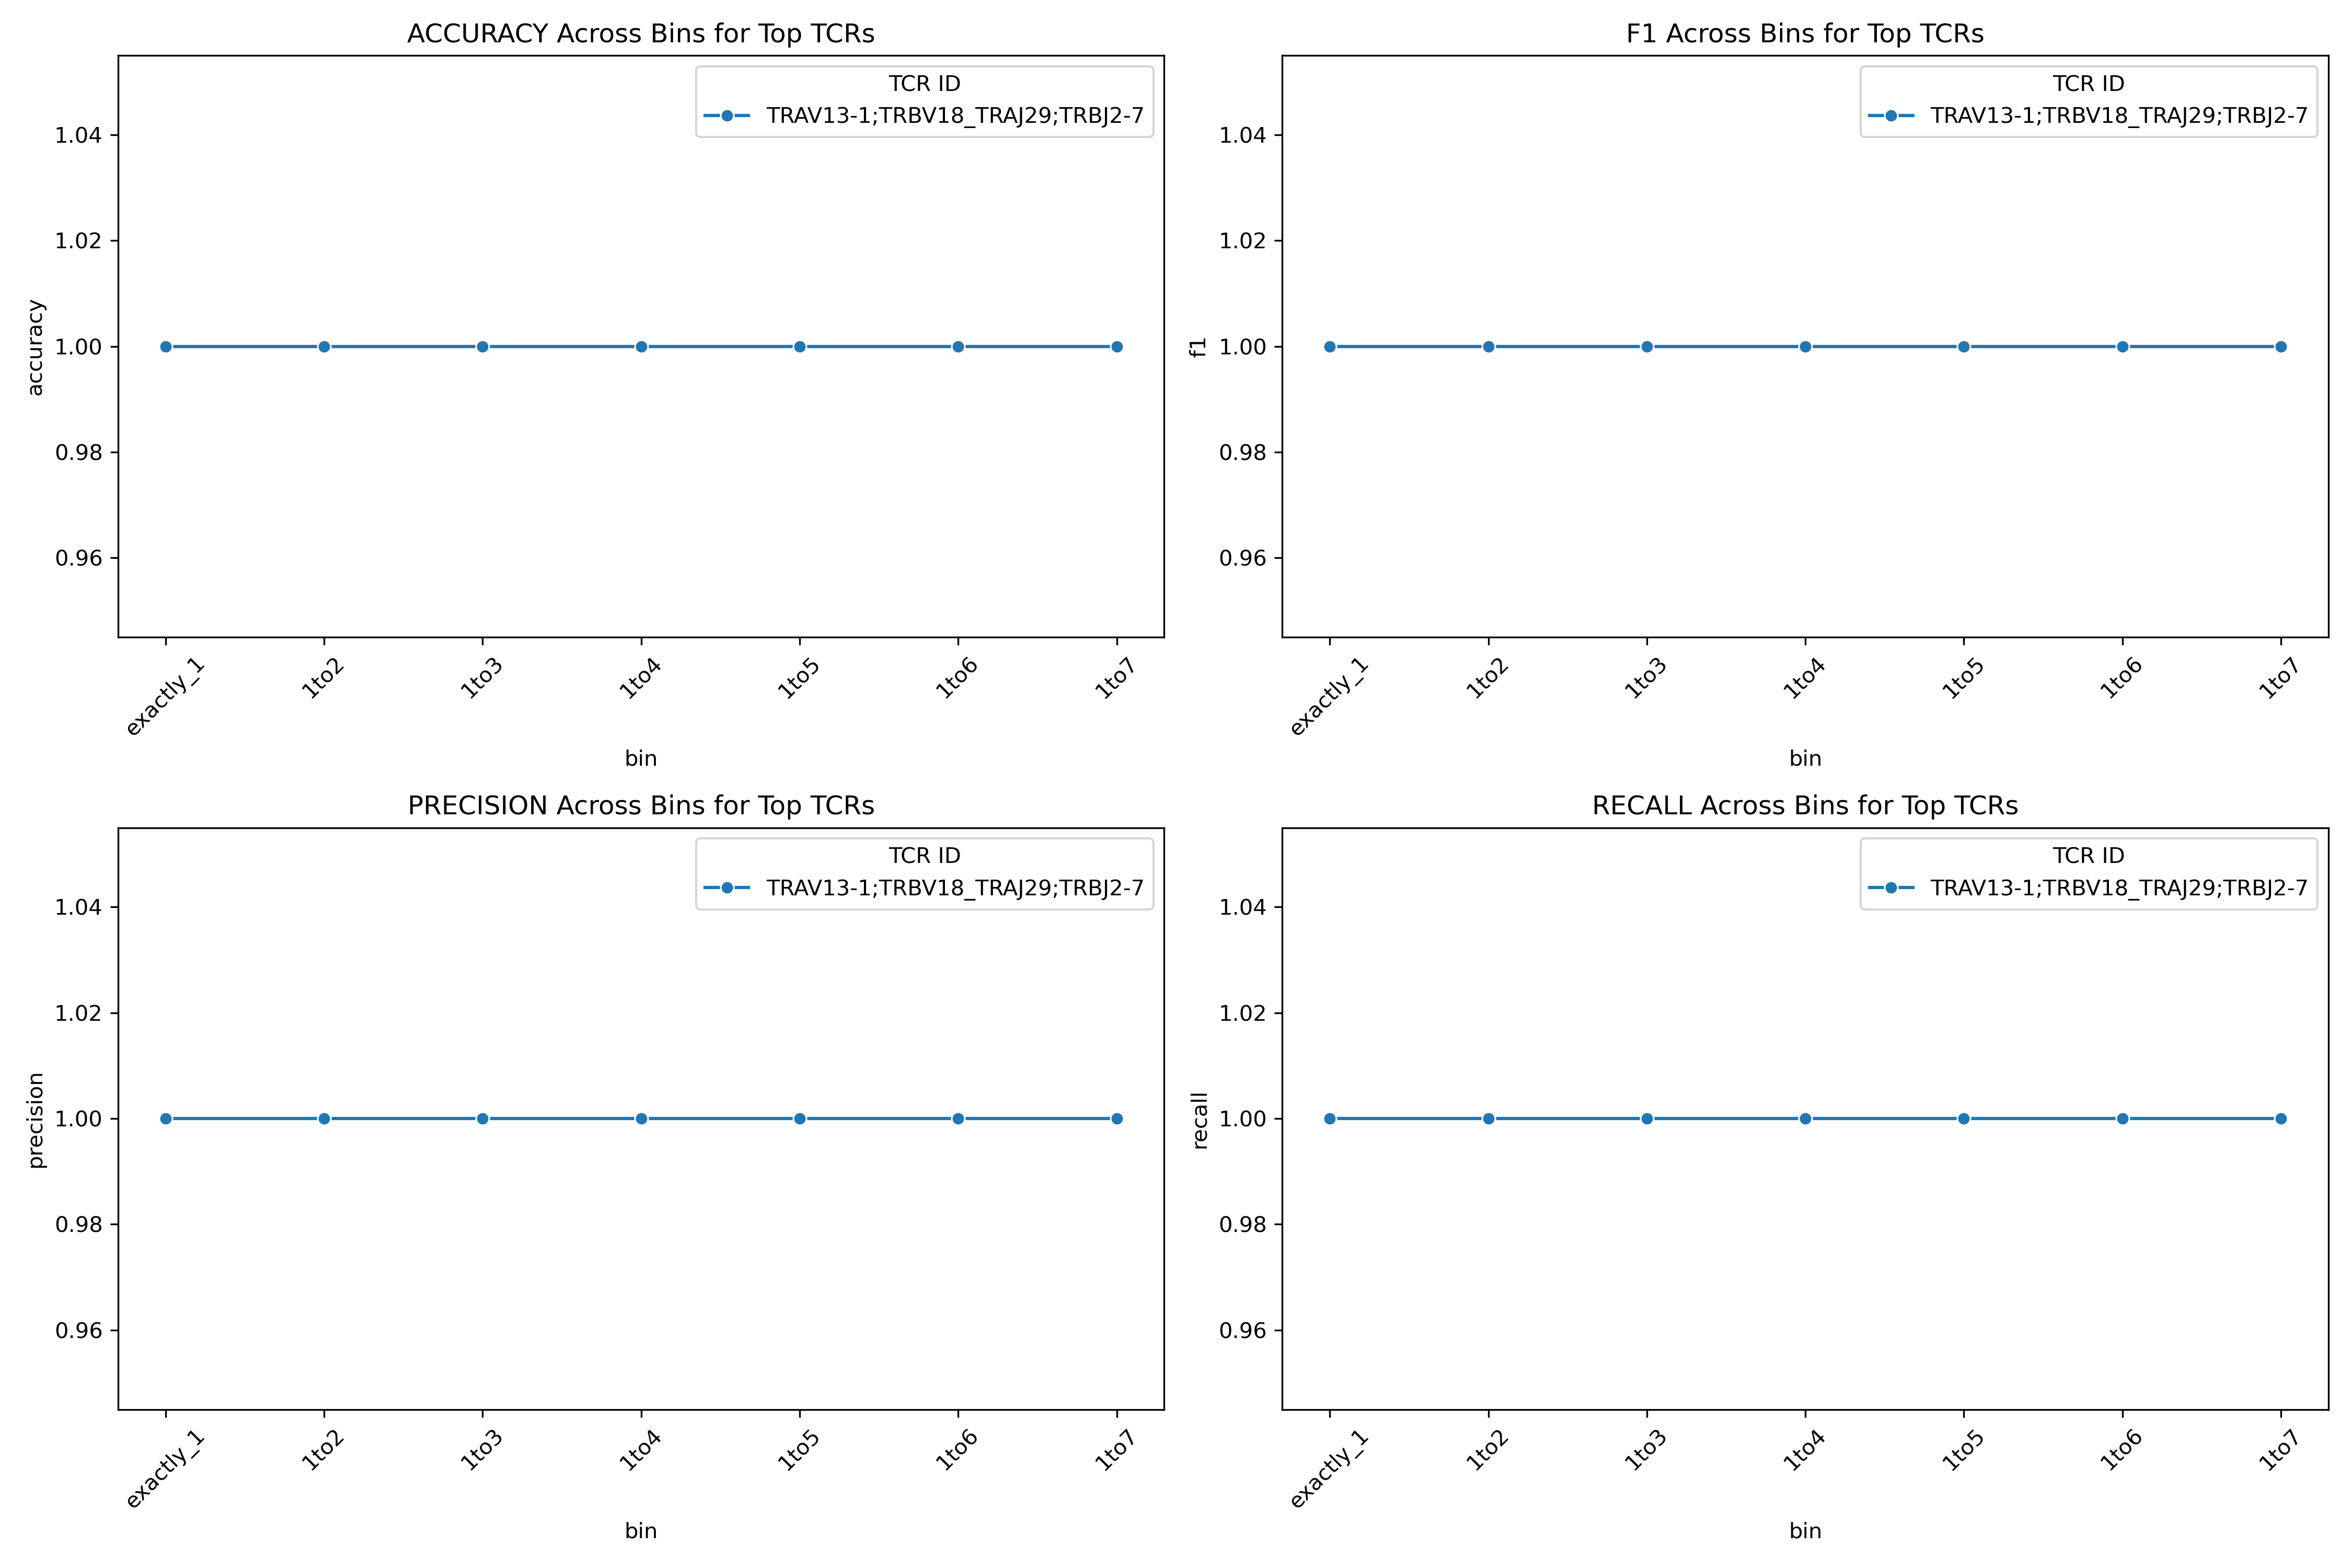 ACCURACY Across Bins for Top TCRs
TCR ID
TRAV13-1;TRBV18_TRAJ29;TRBJ2-7
1.04
1.02
1.00
0.98
0.96
accuracy
exactly_1
1to2
1to3
1to4
1to5
1to6
1to7
bin
F1 Across Bins for Top TCRs
TCR ID
TRAV13-1;TRBV18_TRAJ29;TRBJ2-7
1.04
1.02
1.00
0.98
0.96
f1
exactly_1
1to2
1to3
1to4
1to5
1to6
1to7
bin
PRECISION Across Bins for Top TCRs
TCR ID
TRAV13-1;TRBV18_TRAJ29;TRBJ2-7
1.04
1.02
1.00
0.98
0.96
precision
exactly_1
1to2
1to3
1to4
1to5
1to6
1to7
bin
RECALL Across Bins for Top TCRs
TCR ID
TRAV13-1;TRBV18_TRAJ29;TRBJ2-7
1.04
1.02
1.00
0.98
0.96
recall
exactly_1
1to2
1to3
1to4
1to5
1to6
1to7
bin